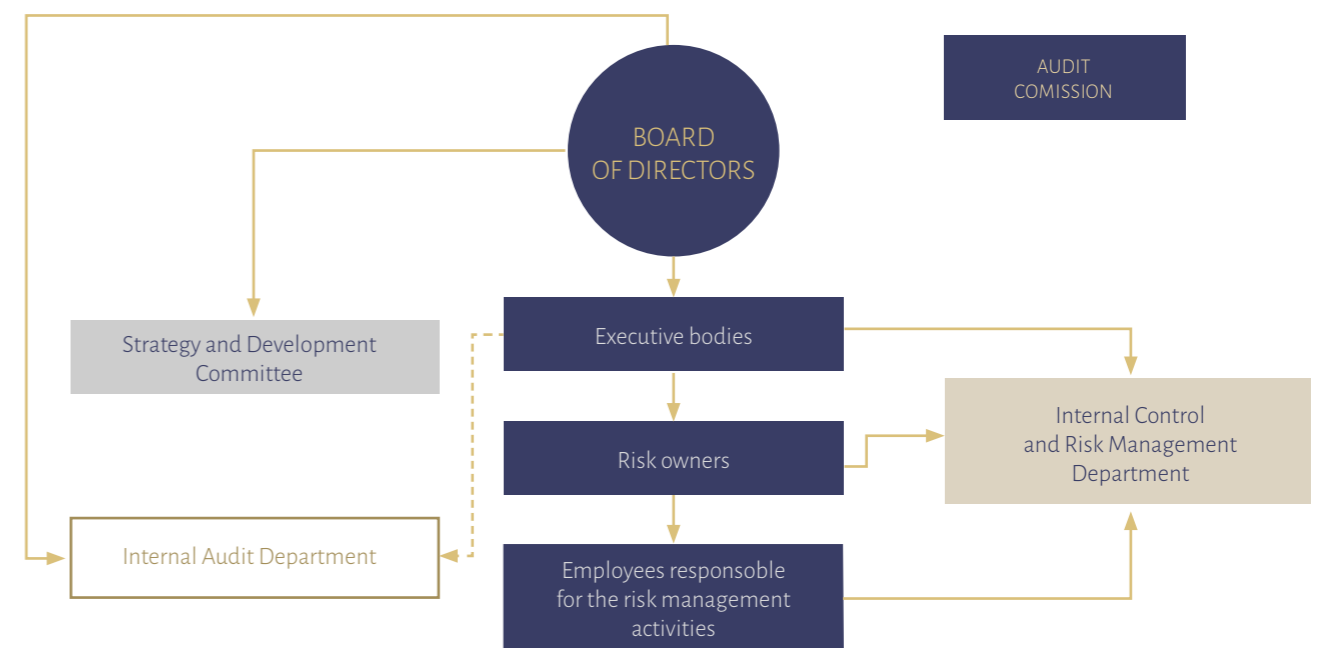 AUDIT
COMISSION
BOARD
OF DIRECTORS
Executive bodies
Strategy and Development
Committee
Internal Control
and Risk Management
Department
Risk owners
Internal Audit Department
Employees responsoble
for the risk management
activities